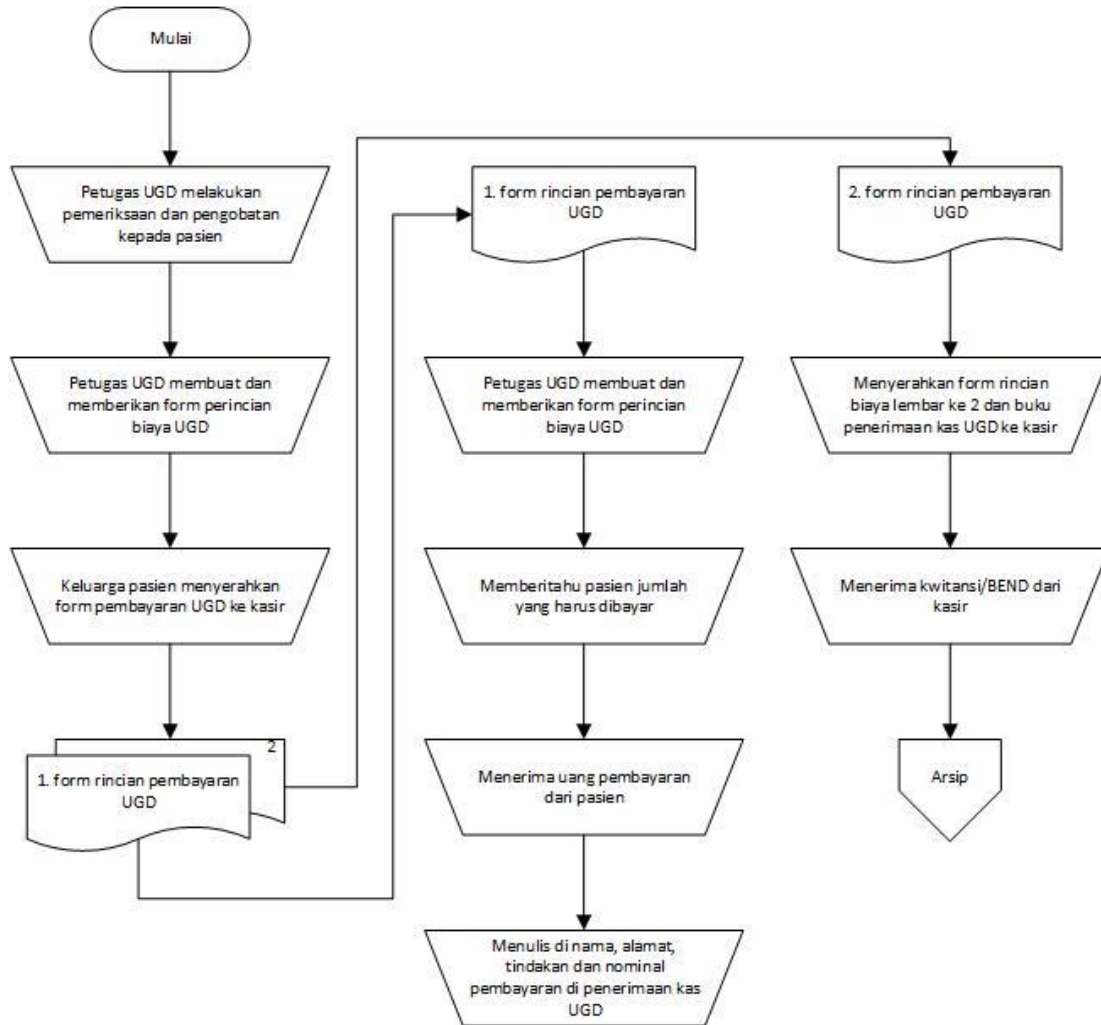 Mulai
Petugas UGD melakukan
pemeriksaan dan pengobatan
kepada pasien
Petugas UGD membuat dan
memberikan form perincian
biaya UGD
Keluarga pasien menyerahkan
form pembayaran UGD ke kasir
2
1. form rincian pembayaran
UGD
1. form rincian pembayaran
UGD
Petugas UGD membuat dan
memberikan form perincian
biaya UGD
Memberitahu pasien jumlah
yang harus dibayar
Menerima uang pembayaran
dari pasien
Menulis di nama, alamat,
tindakan dan nominal
pembayaran di penerimaan kas
UGD
2. form rincian pembayaran
UGD
Menyerahkan form rincian
biaya lembar ke 2 dan buku
penerimaan kas UGD ke kasir
Menerima kwitansi/BEND dari
kasir
Arsip